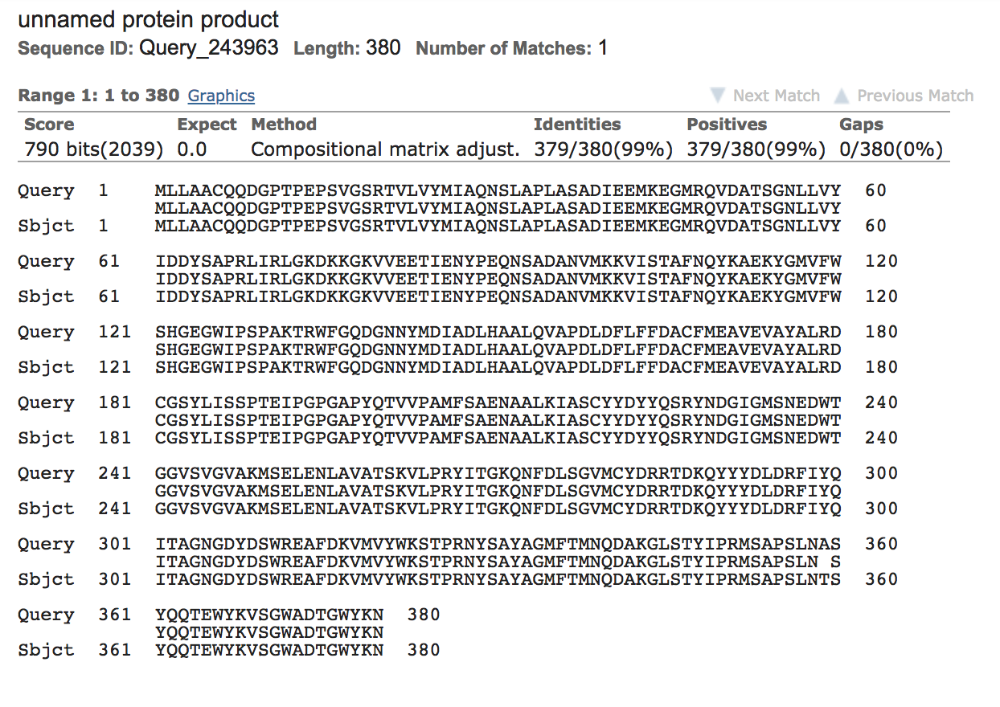 unnamed protein product
Sequence ID: Query_243963 Length: 380 Number of Matches: 1
Range 1: 1 to 380 Graphics Next Match Previous Match
Score Expect Method Identities Positives Gaps
790 bits(2039) 0.0 Compositional matrix adjust. 379/380(99%) 379/380(99%) 0/380(0%)
Query 1 MLLAACQQDGPTPEPSVGSRTVLVYMIAQNSLAPLASADIEEMKEGMRQVDATSGNLLVY 60
MLLAACQQDGPTPEPSVGSRTVLVYMIAQNSLAPLASADIEEMKEGMRQVDATSGNLLVY
Sbjct 1 MLLAACQQDGPTPEPSVGSRTVLVYMIAQNSLAPLASADIEEMKEGMRQVDATSGNLLVY 60
Query 61 IDDYSAPRLIRLGKDKKGKVVEETIENYPEQNSADANVMKKVISTAFNQYKAEKYGMVFW 120
IDDYSAPRLIRLGKDKKGKVVEETIENYPEQNSADANVMKKVISTAFNQYKAEKYGMVFW
Sbjct 61 IDDYSAPRLIRLGKDKKGKVVEETIENYPEQNSADANVMKKVISTAFNQYKAEKYGMVFW 120
Query 121 SHGEGWIPSPAKTRWFGQDGNNYMDIADLHAALQVAPDLDFLFFDACFMEAVEVAYALRD 180
SHGEGWIPSPAKTRWFGQDGNNYMDIADLHAALQVAPDLDFLFFDACFMEAVEVAYALRD
Sbjct 121 SHGEGWIPSPAKTRWFGQDGNNYMDIADLHAALQVAPDLDFLFFDACFMEAVEVAYALRD 180
Query 181 CGSYLISSPTEIPGPGAPYQTVVPAMFSAENAALKIASCYYDYYQSRYNDGIGMSNEDWT 240
CGSYLISSPTEIPGPGAPYQTVVPAMFSAENAALKIASCYYDYYQSRYNDGIGMSNEDWT
Sbjct 181 CGSYLISSPTEIPGPGAPYQTVVPAMFSAENAALKIASCYYDYYQSRYNDGIGMSNEDWT 240
Query 241 GGVSVGVAKMSELENLAVATSKVLPRYITGKQNFDLSGVMCYDRRTDKQYYYDLDRFIYQ 300
GGVSVGVAKMSELENLAVATSKVLPRYITGKQNFDLSGVMCYDRRTDKQYYYDLDRFIYQ
Sbjct 241 GGVSVGVAKMSELENLAVATSKVLPRYITGKQNFDLSGVMCYDRRTDKQYYYDLDRFIYQ 300
Query 301 ITAGNGDYDSWREAFDKVMVYWKSTPRNYSAYAGMFTMNQDAKGLSTYIPRMSAPSLNAS 360
ITAGNGDYDSWREAFDKVMVYWKSTPRNYSAYAGMFTMNQDAKGLSTYIPRMSAPSLN S
Sbjct 301 ITAGNGDYDSWREAFDKVMVYWKSTPRNYSAYAGMFTMNQDAKGLSTYIPRMSAPSLNTS 360
Query 361 YQQTEWYKVSGWADTGWYKN 380
YQQTEWYKVSGWADTGWYKN
Sbjct 361 YQQTEWYKVSGWADTGWYKN 380